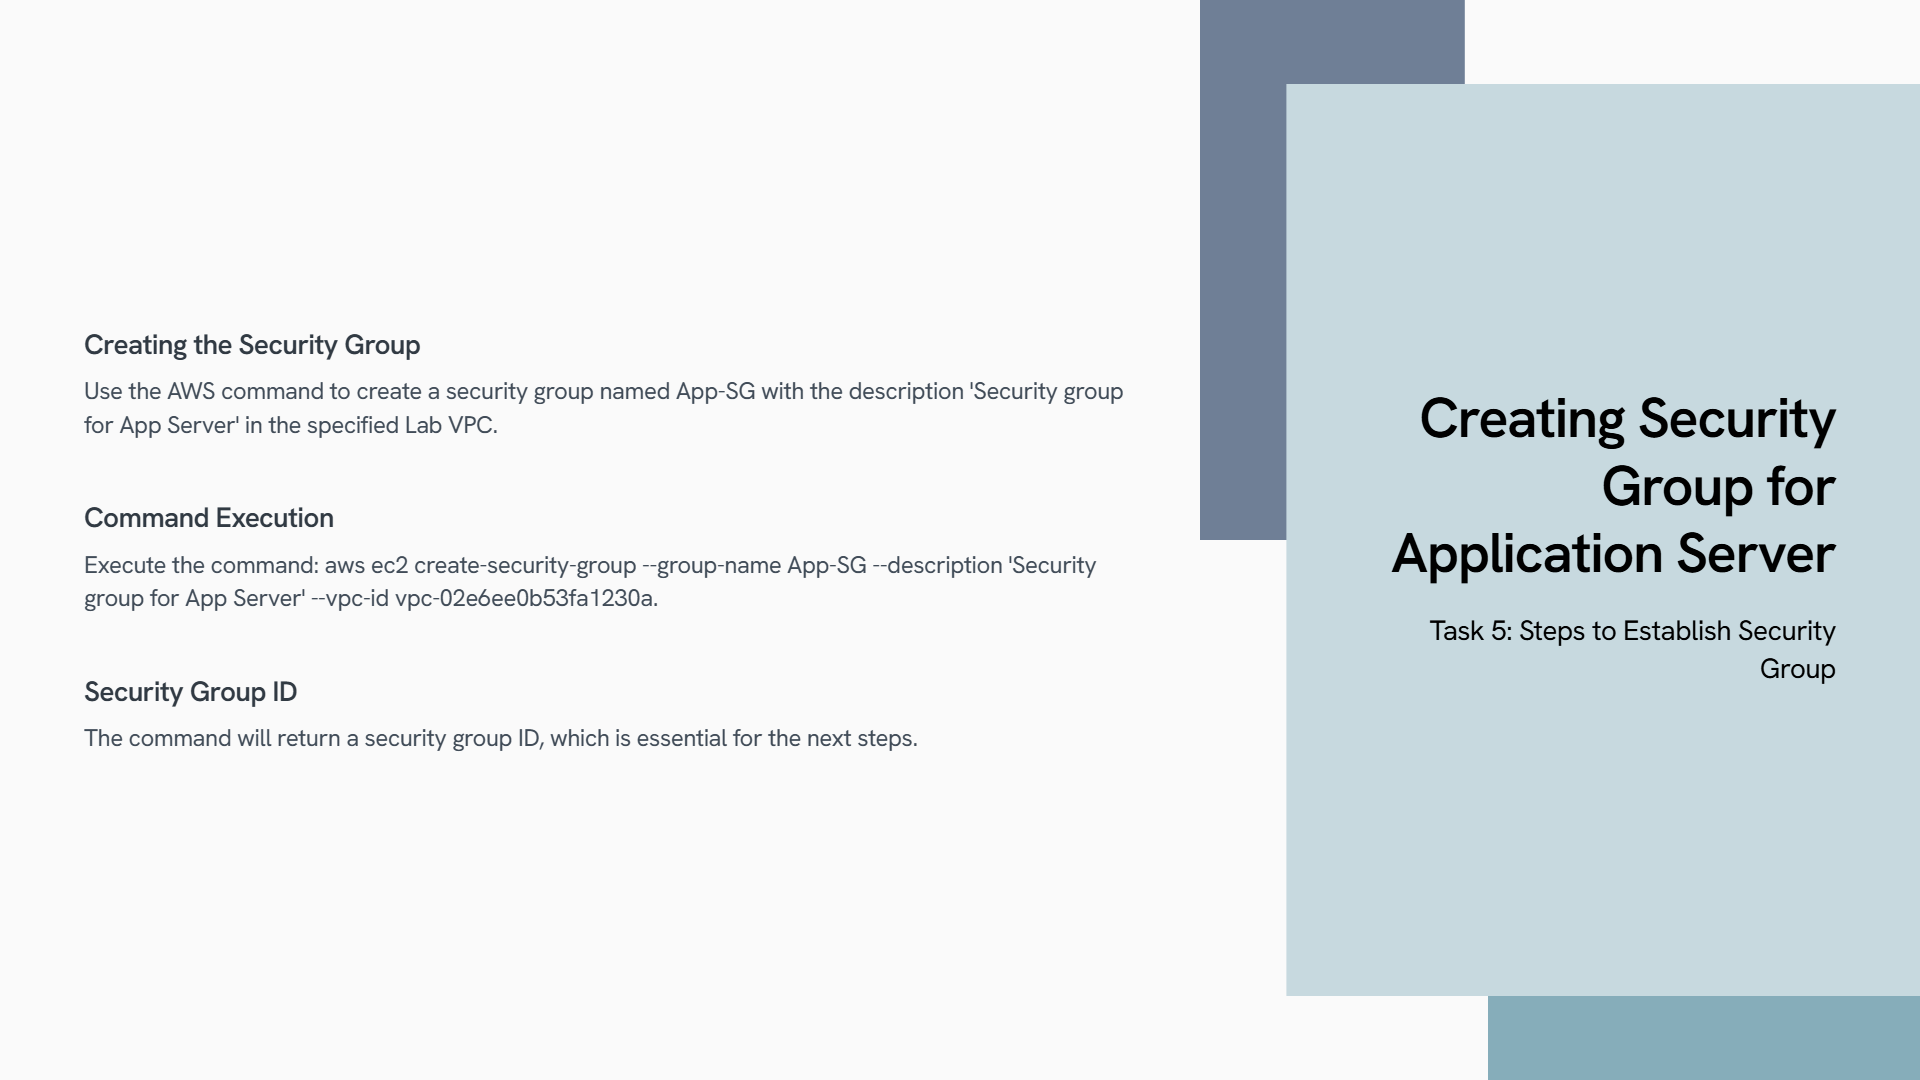 Creating the Security Group
Use the AWS command to create a security group named App-SG with the description 'Security group
for App Server' in the specified Lab VPC.
Command Execution
Execute the command: aws ec2 create-security-group --group-name App-SG --description 'Security
group for App Server' --vpc-id vpc-02e6ee0b53fa1230a.
Security Group ID
The command will return a security group ID, which is essential for the next steps.
Creating Security
Group for
Application Server
Task 5: Steps to Establish Security
Group